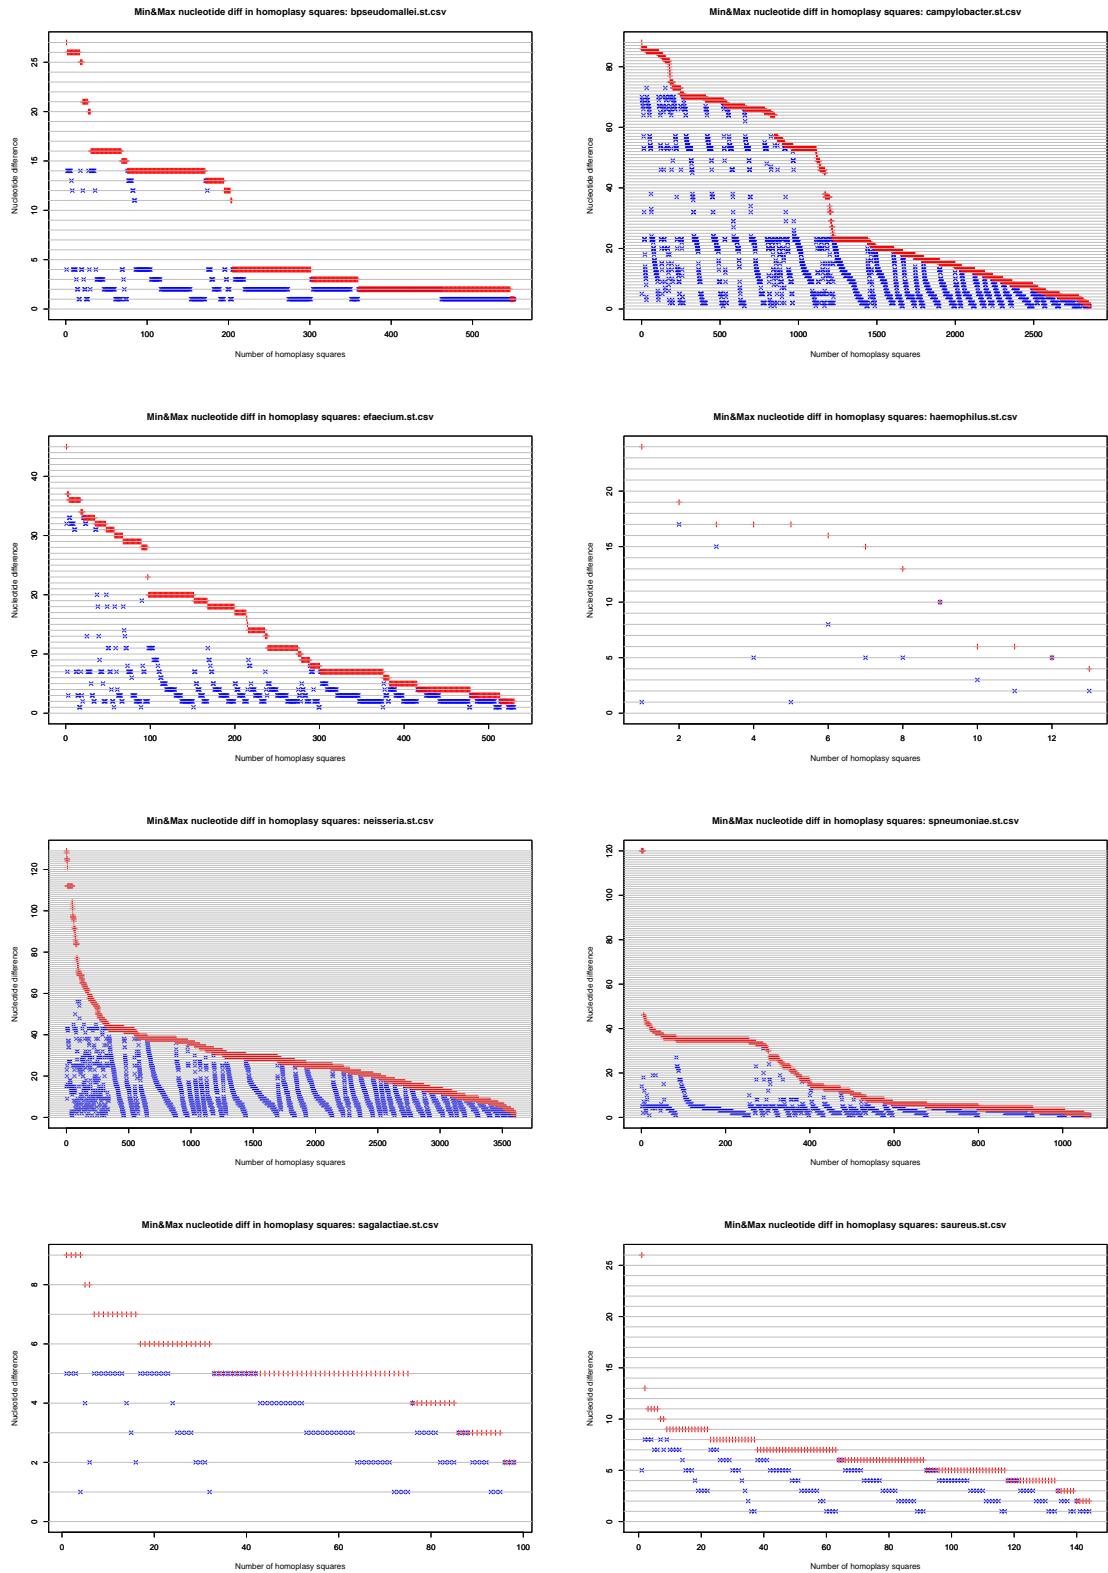 Min&Max nucleotide diff in homoplasy squares: bpseudomallei.st.csv
Nucleotide difference
0 5 10 15 20 25
0 100 200 300 400 500
Number of homoplasy squares
Min&Max nucleotide diff in homoplasy squares: campylobacter.st.csv
Nucleotide difference
0 20 40 60 80
0 500 1000 1500 2000 2500
Number of homoplasy squares
Min&Max nucleotide diff in homoplasy squares: efaecium.st.csv
Nucleotide difference
0 10 20 30 40
0 100 200 300 400 500
Number of homoplasy squares
Min&Max nucleotide diff in homoplasy squares: haemophilus.st.csv
Nucleotide difference
0 5 10 15 20
2 4 6 8 10 12
Number of homoplasy squares
Min&Max nucleotide diff in homoplasy squares: neisseria.st.csv
Nucleotide difference
0 20 40 60 80 100 120
0 500 1000 1500 2000 2500 3000 3500
Number of homoplasy squares
Min&Max nucleotide diff in homoplasy squares: spneumoniae.st.csv
Nucleotide difference
0 20 40 60 80 100 120
0 200 400 600 800 1000
Number of homoplasy squares
Min&Max nucleotide diff in homoplasy squares: sagalactiae.st.csv
Nucleotide difference
0 2 4 6 8
0 20 40 60 80 100
Number of homoplasy squares
Min&Max nucleotide diff in homoplasy squares: saureus.st.csv
Nucleotide difference
0 5 10 15 20 25
0 20 40 60 80 100 120 140
Number of homoplasy squares